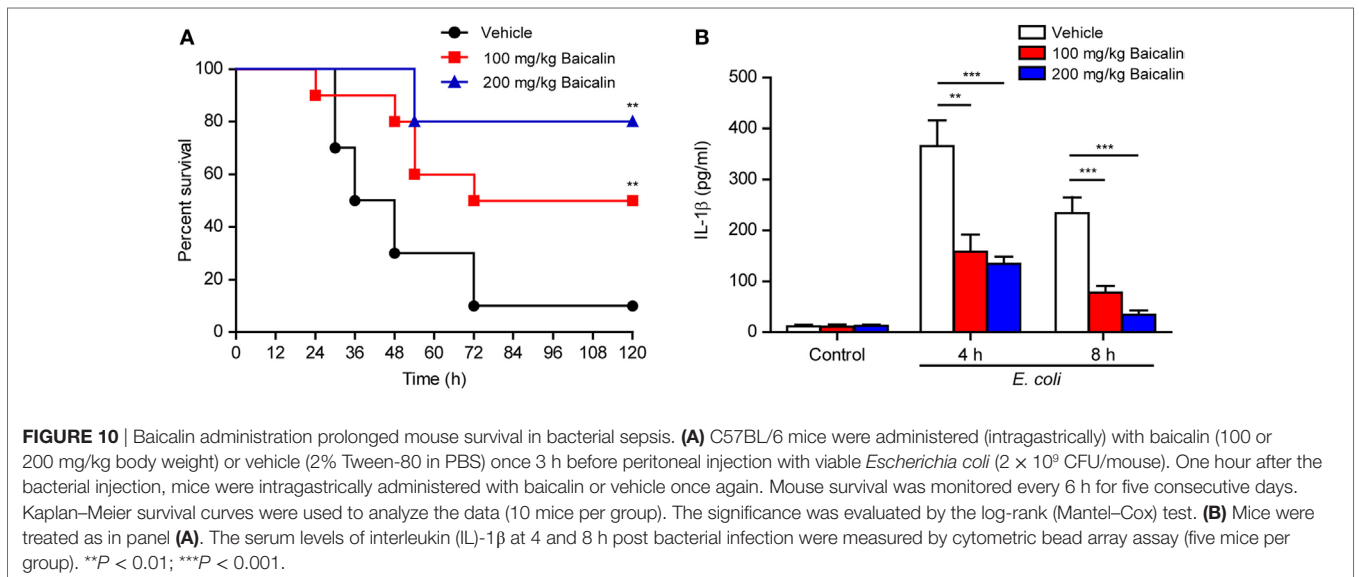 A
Vehicle
100 mg/kg Baicalin
200 mg/kg Baicalin
Percent survival
100
80
60
40
20
0
**
**
0 12 24 36 48 60 72 84 96 108 120
Time (h)
B
Vehicle
100 mg/kg Baicalin
200 mg/kg Baicalin
IL-1β (pg/ml)
500
400
300
200
100
0
***
**
***
***
Control 4 h 8 h
E. coli
FIGURE 10 | Baicalin administration prolonged mouse survival in bacterial sepsis. (A) C57BL/6 mice were administered (intragastrically) with baicalin (100 or
200 mg/kg body weight) or vehicle (2% Tween-80 in PBS) once 3 h before peritoneal injection with viable Escherichia coli (2 × 10⁹ CFU/mouse). One hour after the
bacterial injection, mice were intragastrically administered with baicalin or vehicle once again. Mouse survival was monitored every 6 h for five consecutive days.
Kaplan–Meier survival curves were used to analyze the data (10 mice per group). The significance was evaluated by the log-rank (Mantel–Cox) test. (B) Mice were
treated as in panel (A). The serum levels of interleukin (IL)-1β at 4 and 8 h post bacterial infection were measured by cytometric bead array assay (five mice per
group). **P < 0.01; ***P < 0.001.